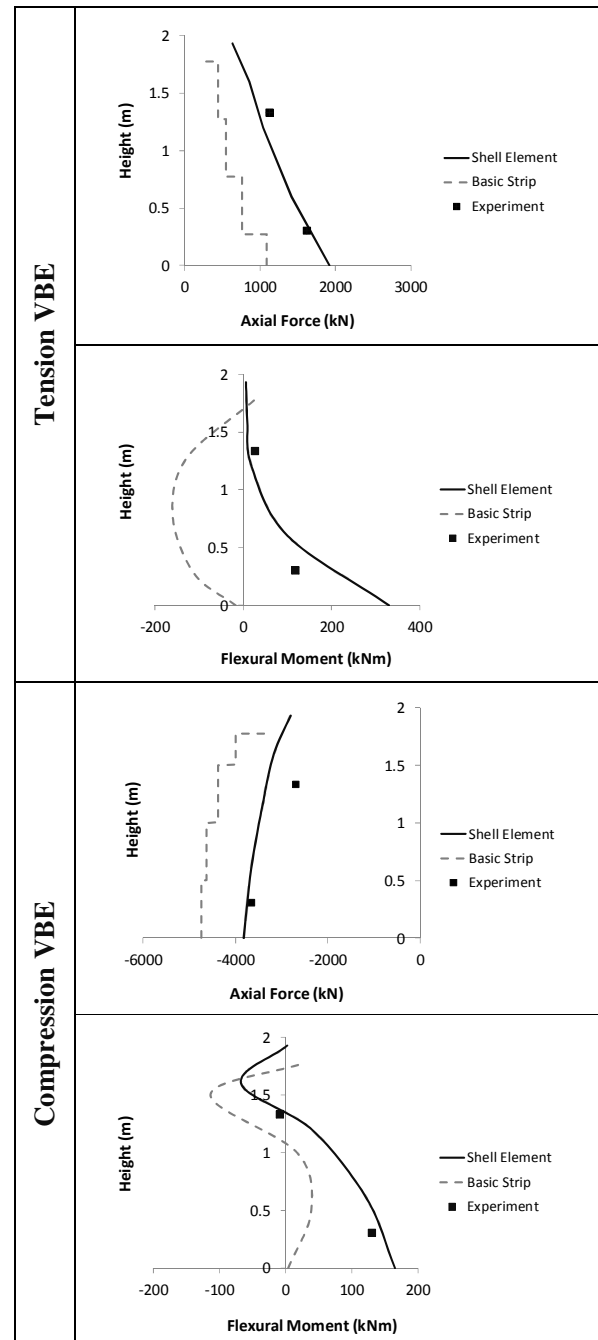 Tension VBE
2
1.5
1
0.5
0
Height (m)
0 1000 2000 3000
Axial Force (kN)
Shell Element
Basic Strip
Experiment
2
1.5
1
0.5
0
Height (m)
-200 0 200 400
Flexural Moment (kNm)
Shell Element
Basic Strip
Experiment
Compression VBE
2
1.5
1
0.5
0
Height (m)
-6000 -4000 -2000 0
Axial Force (kN)
Shell Element
Basic Strip
Experiment
2
1.5
1
0.5
0
Height (m)
-200 -100 0 100 200
Flexural Moment (kNm)
Shell Element
Basic Strip
Experiment